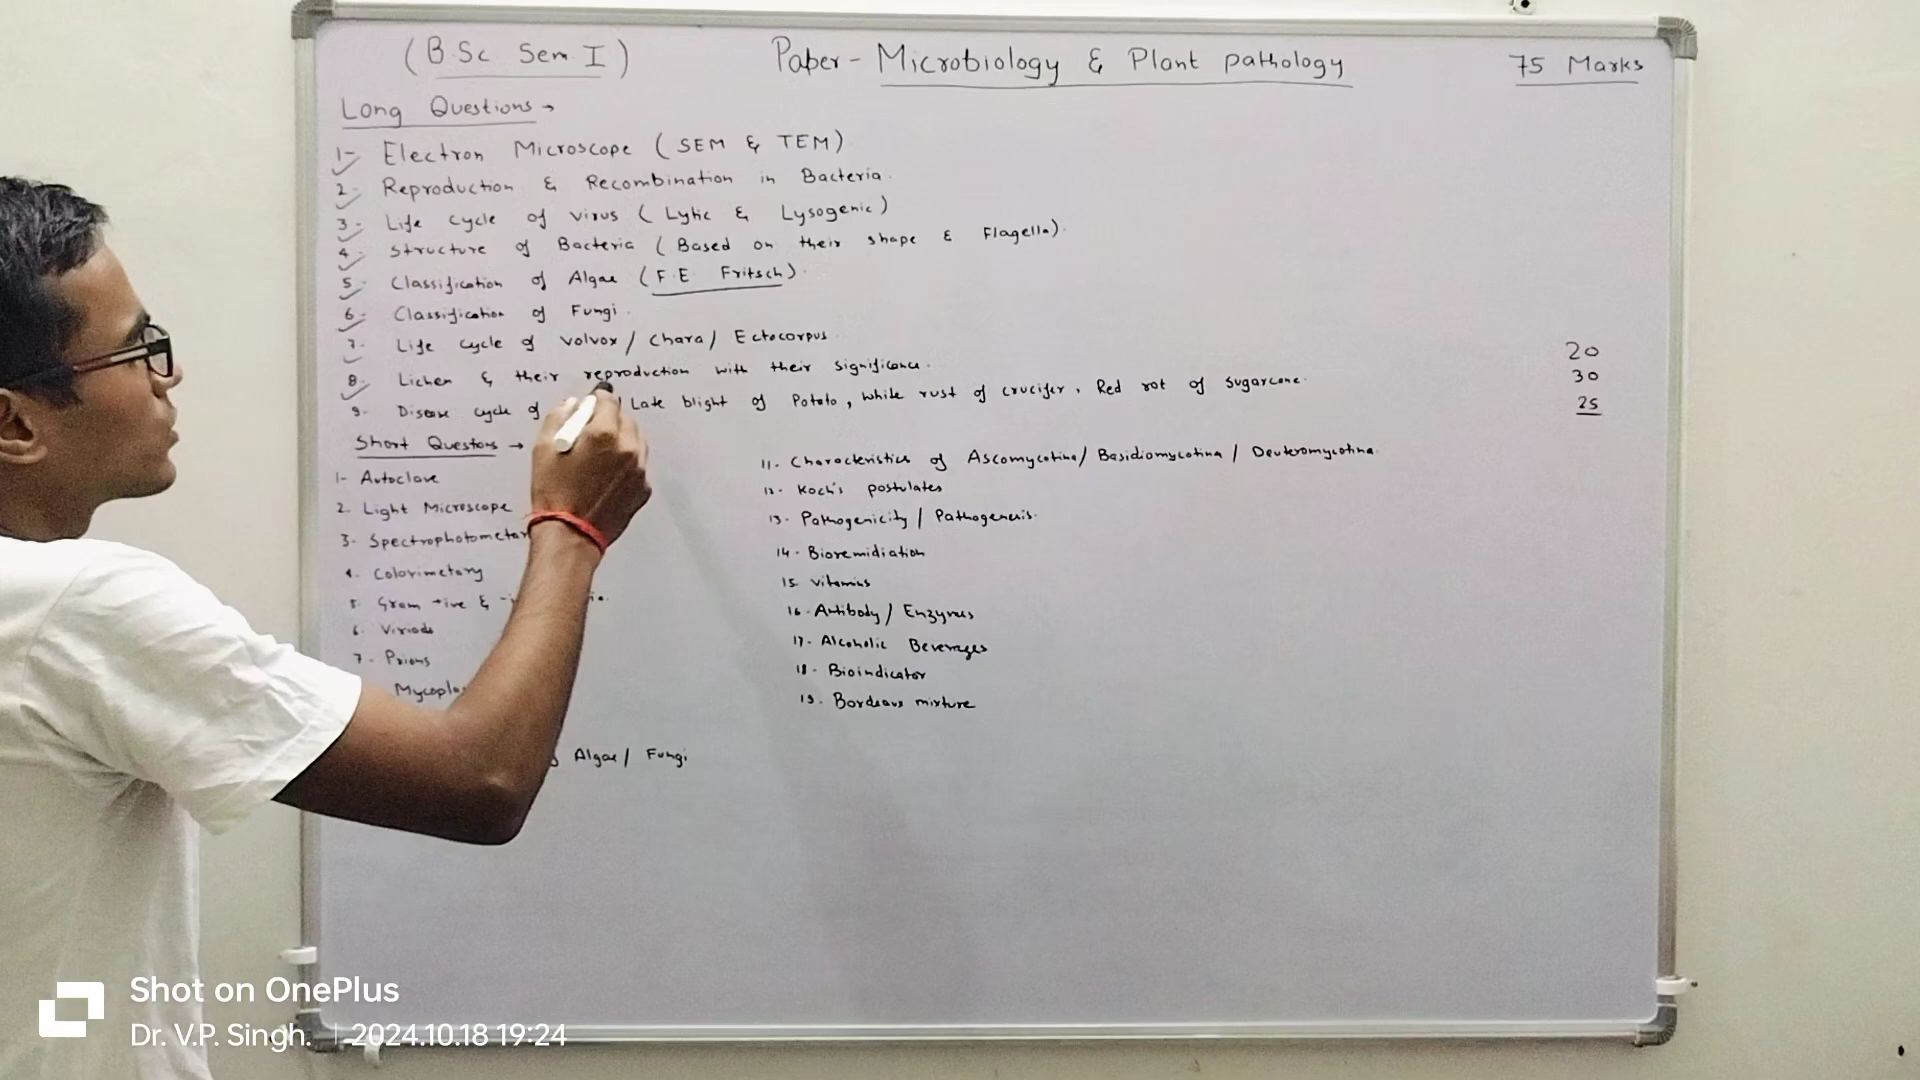 (B.Sc. Sem. I) Paper - Microbiology & Plant pathology 75 Marks
Long Questions →
1- Electron Microscope ( SEM & TEM)
2- Reproduction & Recombination in Bacteria.
3- Life cycle of virus ( Lytic & Lysogenic)
4- Structure of Bacteria ( Based on their shape & Flagella).
5- Classification of Algae ( F.E. Fritsch).
6- Classification of Fungi.
7- Life cycle of Volvox / Chara / Ectocorpus
8- Lichen & their reproduction with their significance.
9- Disease cycle of / Late blight of Potato, while rust of crucifer, Red rot of Sugarcane.
20
30
25
Short Questions →
1- Autoclave
2. Light Microscope
3- Spectrophotometer
4. Colorimetary
5. Gram +ive &
6. Viriods
7- Prions
Algae / Fungi
11. Characteristics of Ascomycotina / Basidiomycotina / Deuteromycotina.
12- Koch's postulates
13- Pathogenicity / Pathogenesis.
14- Bioremidiation
15. Vitamins
16- Antibody / Enzymes
17- Alcoholic Beverages
18- Bioindicator
19. Bordeaux mixture
Shot on OnePlus
Dr. V.P. Singh. | 2024.10.18 19:24